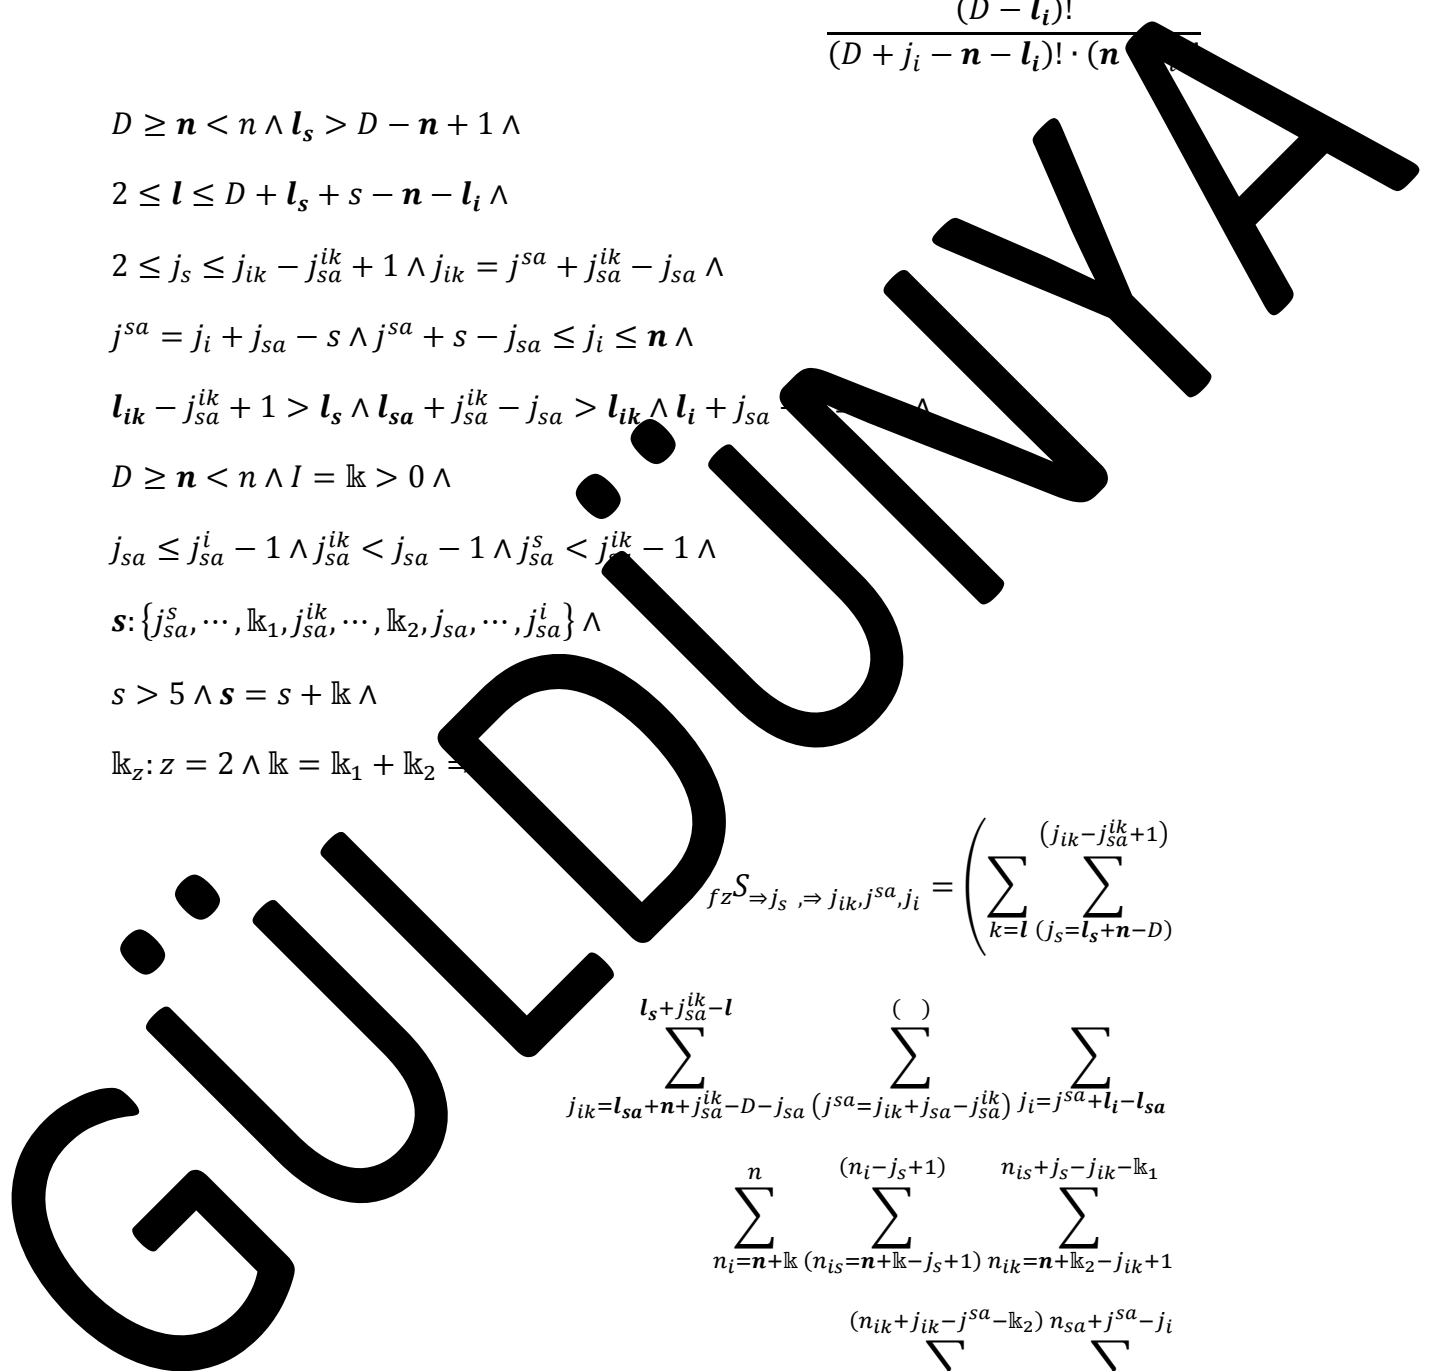 (D − l_i)!
(D + j_i − n − l_i)! · (n
D ≥ n < n ∧ l_s > D − n + 1 ∧
2 ≤ l ≤ D + l_s + s − n − l_i ∧
2 ≤ j_s ≤ j_ik − j_sa^ik + 1 ∧ j_ik = j^sa + j_sa^ik − j_sa ∧
j^sa = j_i + j_sa − s ∧ j^sa + s − j_sa ≤ j_i ≤ n ∧
l_ik − j_sa^ik + 1 > l_s ∧ l_sa + j_sa^ik − j_sa > l_ik ∧ l_i + j_sa ∧
D ≥ n < n ∧ I = 𝕜 > 0 ∧
j_sa ≤ j_sa^i − 1 ∧ j_sa^ik < j_sa − 1 ∧ j_sa^s < j_sa^ik − 1 ∧
s: {j_sa^s, ⋯ , 𝕜_1, j_sa^ik, ⋯ , 𝕜_2, j_sa, ⋯ , j_sa^i} ∧
s > 5 ∧ s = s + 𝕜 ∧
𝕜_z: z = 2 ∧ 𝕜 = 𝕜_1 + 𝕜_2 ⇒
(j_ik−j_sa^ik+1)
fzS_⇒j_s ,⇒j_ik,j^sa,j_i = ( ∑ ∑
k=l (j_s=l_s+n−D)
l_s+j_sa^ik−l ( )
∑ ∑ ∑
j_ik=l_sa+n+j_sa^ik−D−j_sa (j^sa=j_ik+j_sa−j_sa^ik) j_i=j^sa+l_i−l_sa
n (n_i−j_s+1) n_is+j_s−j_ik−𝕜_1
∑ ∑ ∑
n_i=n+𝕜 (n_is=n+𝕜−j_s+1) n_ik=n+𝕜_2−j_ik+1
(n_ik+j_ik−j^sa−𝕜_2) n_sa+j^sa−j_i
∑ ∑
GÜLDÜNYA